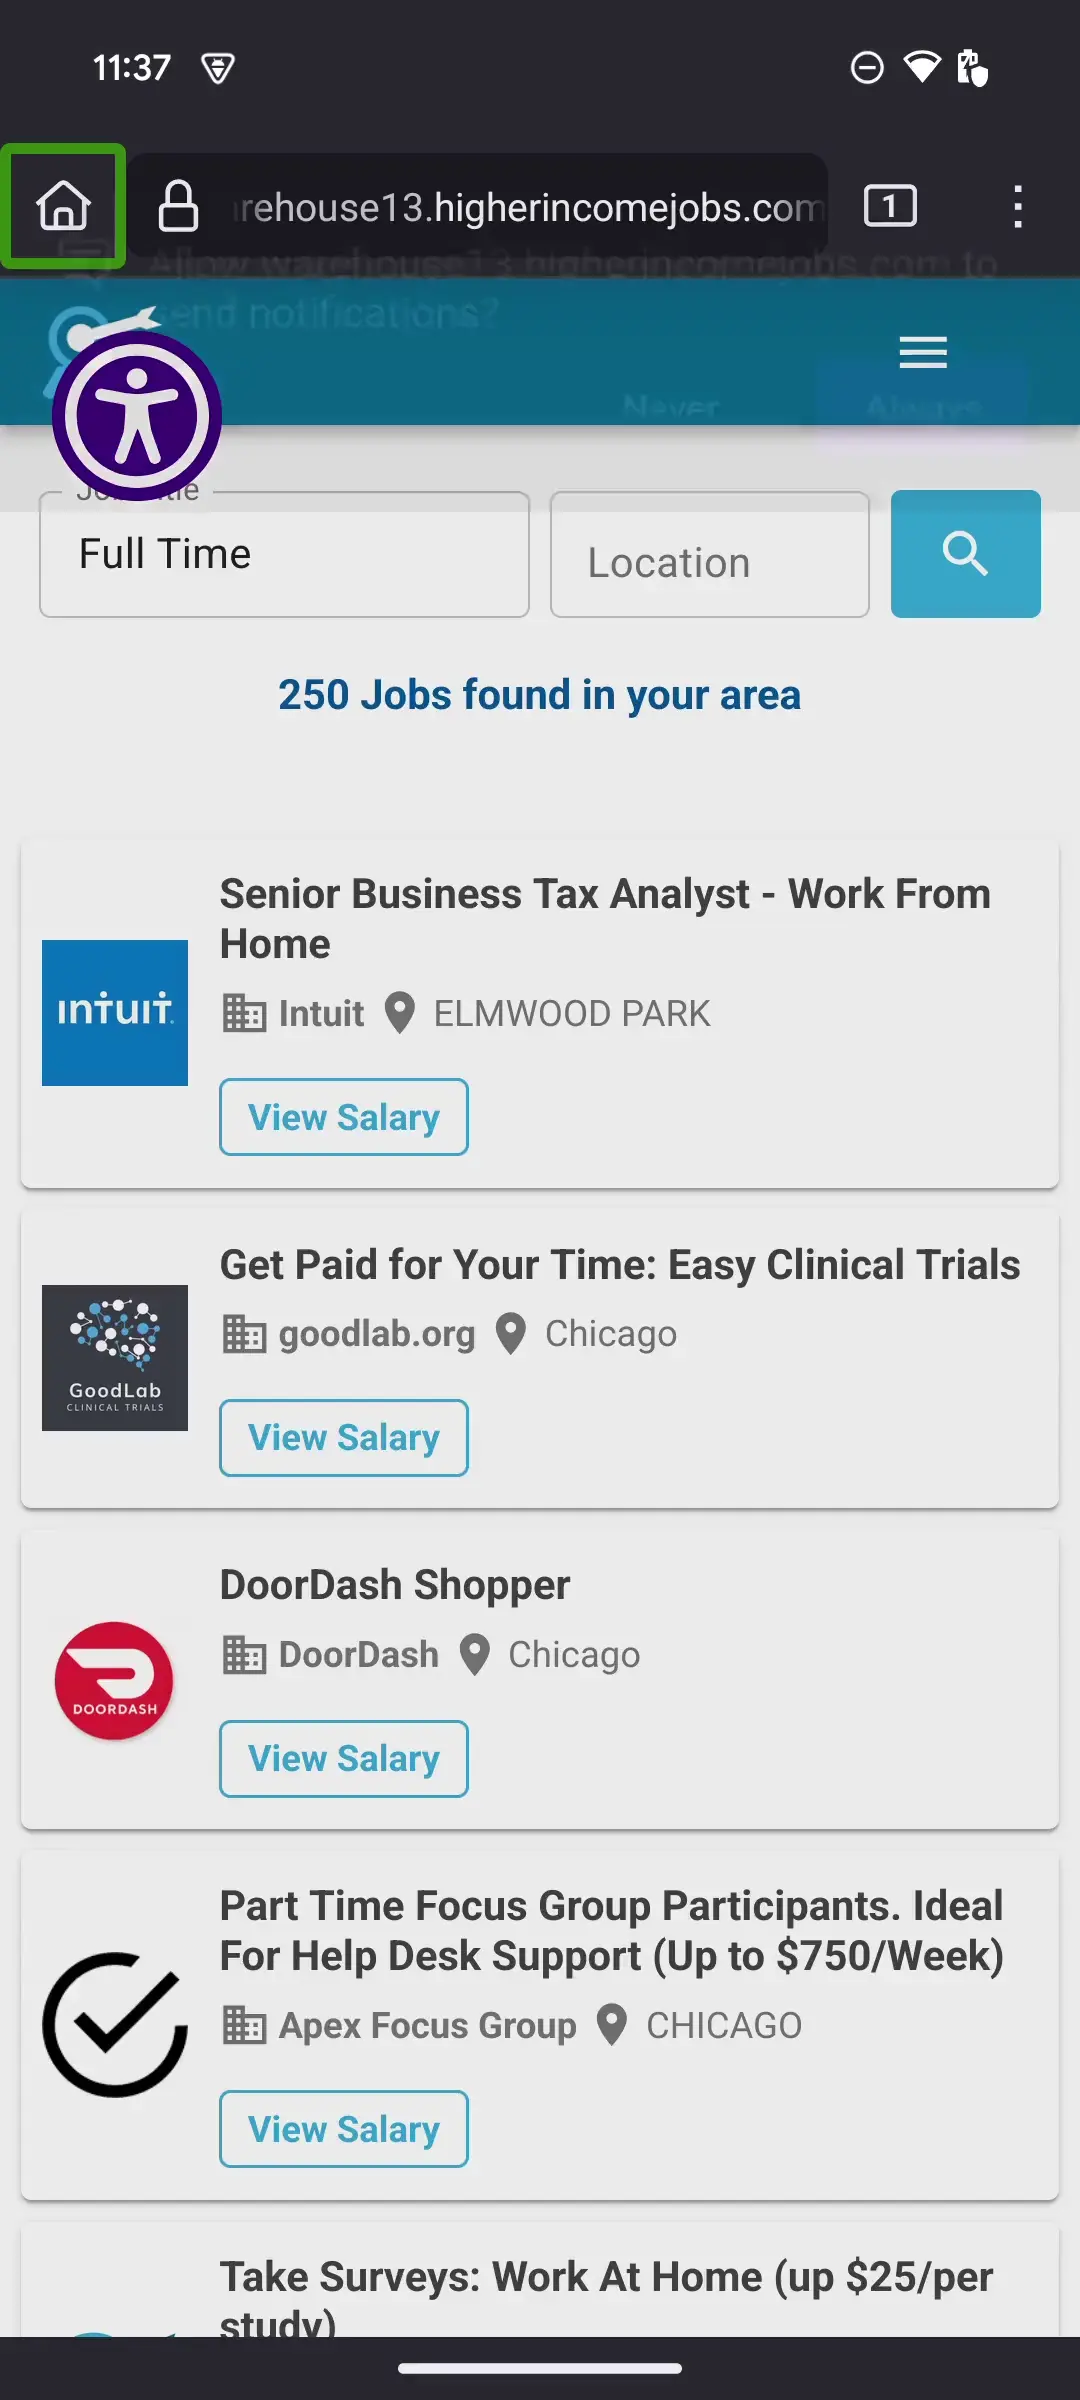 11:37
rehouse13.higherincomejobs.com
1
Allow warehouse13.higherincomejobs.com to
send notifications?
Never
Always
Full Time
Location
250 Jobs found in your area
Senior Business Tax Analyst - Work From
Home
intuit.
Intuit
ELMWOOD PARK
View Salary
Get Paid for Your Time: Easy Clinical Trials
goodlab.org
Chicago
GoodLab
CLINICAL TRIALS
View Salary
DoorDash Shopper
DoorDash
Chicago
DOORDASH
View Salary
Part Time Focus Group Participants. Ideal
For Help Desk Support (Up to $750/Week)
Apex Focus Group
CHICAGO
View Salary
Take Surveys: Work At Home (up $25/per
study)